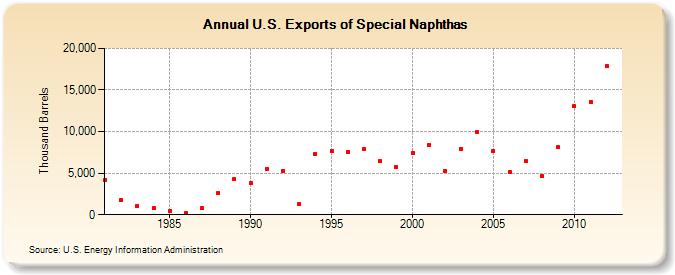 Annual U.S. Exports of Special Naphthas
Thousand Barrels
20,000
15,000
10,000
5,000
0
1985 1990 1995 2000 2005 2010
Source: U.S. Energy Information Administration